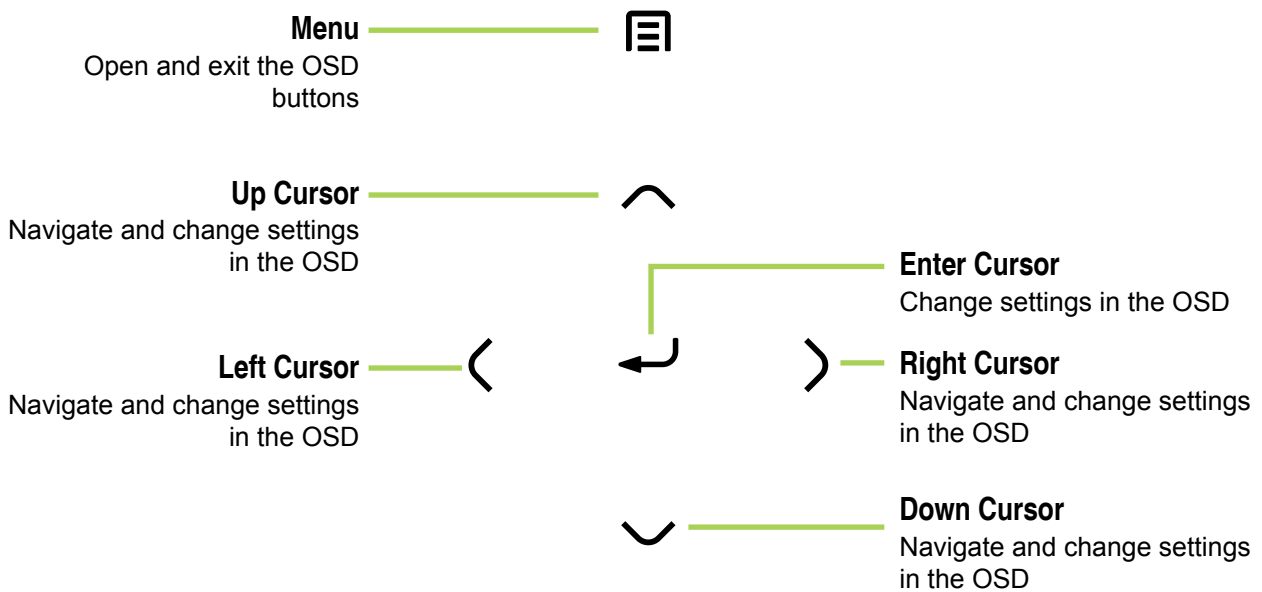 Menu
Open and exit the OSD
buttons
Up Cursor
Navigate and change settings
in the OSD
Enter Cursor
Change settings in the OSD
Left Cursor
Navigate and change settings
in the OSD
Right Cursor
Navigate and change settings
in the OSD
Down Cursor
Navigate and change settings
in the OSD